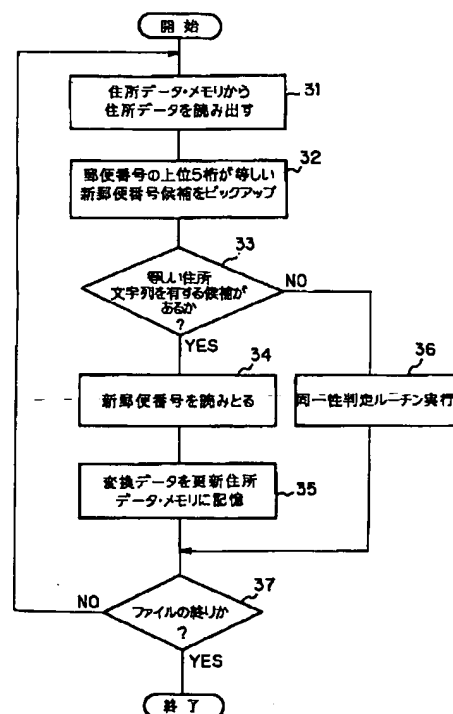 開始
住所データ・メモリから
住所データを読み出す
31
郵便番号の上位5桁が等しい
新郵便番号候補をピックアップ
32
33
等しい住所
文字列を有する候補が
あるか
?
NO
YES
34
新郵便番号を読みとる
36
同一性判定ルーチン実行
変換データを更新住所
データ・メモリに記憶
35
37
NO
ファイルの終りか
?
YES
終了